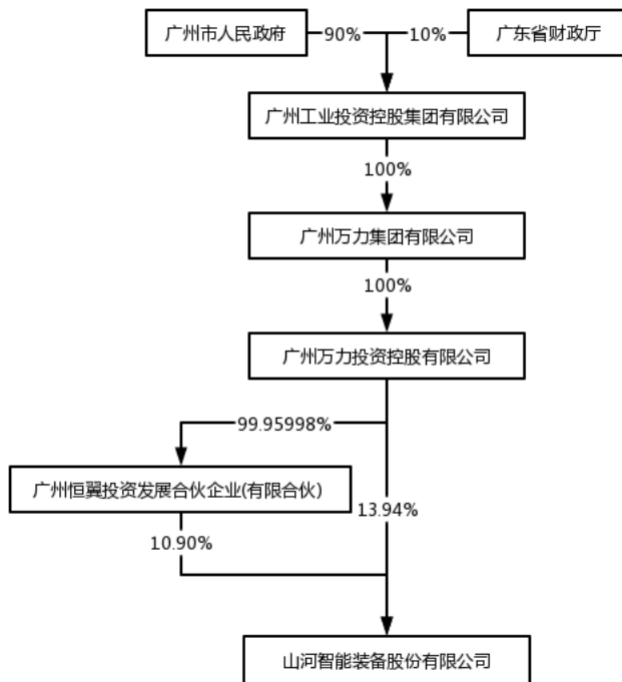 广州市人民政府
90%
10%
广东省财政厅
广州工业投资控股集团有限公司
100%
广州万力集团有限公司
100%
广州万力投资控股有限公司
99.95998%
广州恒翼投资发展合伙企业(有限合伙)
13.94%
10.90%
山河智能装备股份有限公司